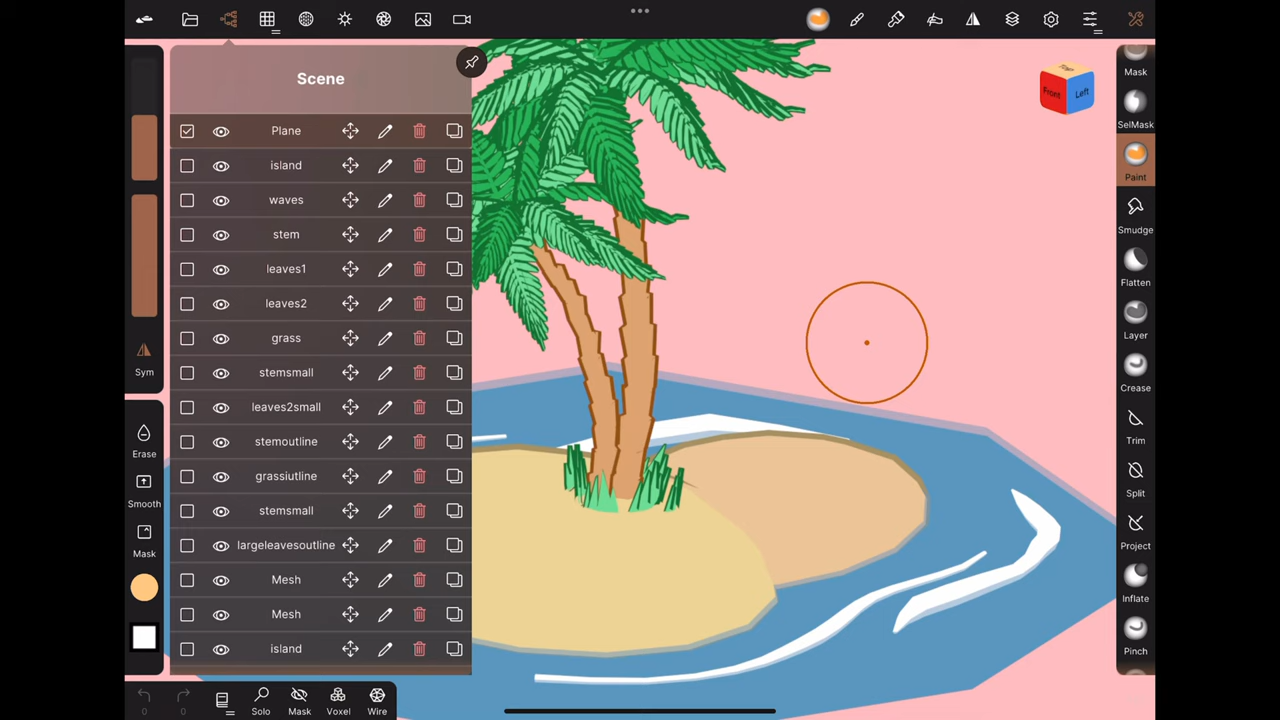 Scene
Plane
island
waves
stem
leaves1
leaves2
grass
stemsmall
leaves2small
stemoutline
grassiutline
stemsmall
largeleavesoutline
Mesh
Mesh
island
Sym
Erase
Smooth
Mask
0
0
Solo
Mask
Voxel
Wire
Top
Front
Left
Mask
SelMask
Paint
Smudge
Flatten
Layer
Crease
Trim
Split
Project
Inflate
Pinch